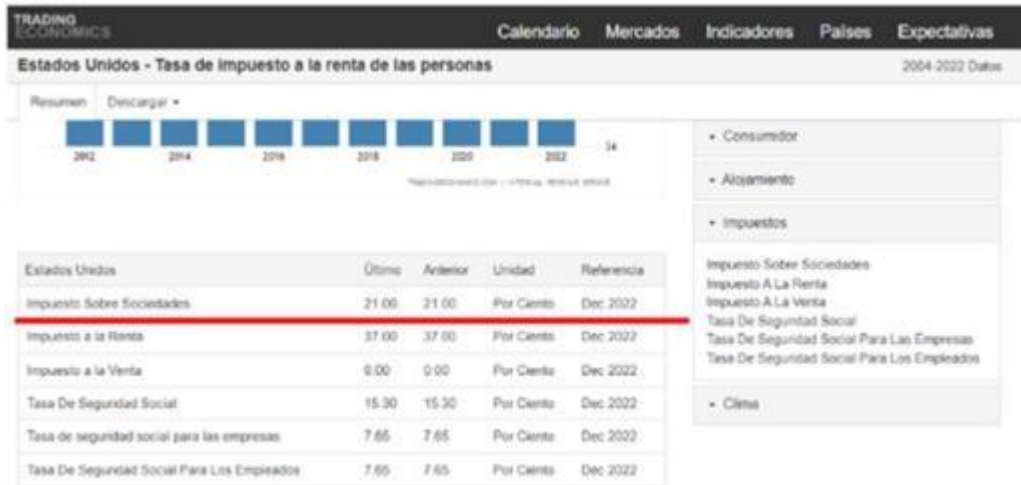 TRADING
ECONOMICS
Calendario Mercados Indicadores Países Expectativas
Estados Unidos - Tasa de impuesto a la renta de las personas
2004-2022 Datos
Resumen Descargar
2012 2014 2016 2018 2020 2022
34
Consumidor
Alojamiento
Impuestos
Impuesto Sobre Sociedades
Impuesto A La Renta
Impuesto A La Venta
Tasa De Seguridad Social
Tasa De Seguridad Social Para Las Empresas
Tasa De Seguridad Social Para Los Empleados
Clima
Estados Unidos Último Anterior Unidad Referencia
Impuesto Sobre Sociedades 21.00 21.00 Por Ciento Dec 2022
Impuesto a la Renta 37.00 37.00 Por Ciento Dec 2022
Impuesto a la Venta 0.00 0.00 Por Ciento Dec 2022
Tasa De Seguridad Social 15.30 15.30 Por Ciento Dec 2022
Tasa de seguridad social para las empresas 7.65 7.65 Por Ciento Dec 2022
Tasa De Seguridad Social Para Los Empleados 7.65 7.65 Por Ciento Dec 2022